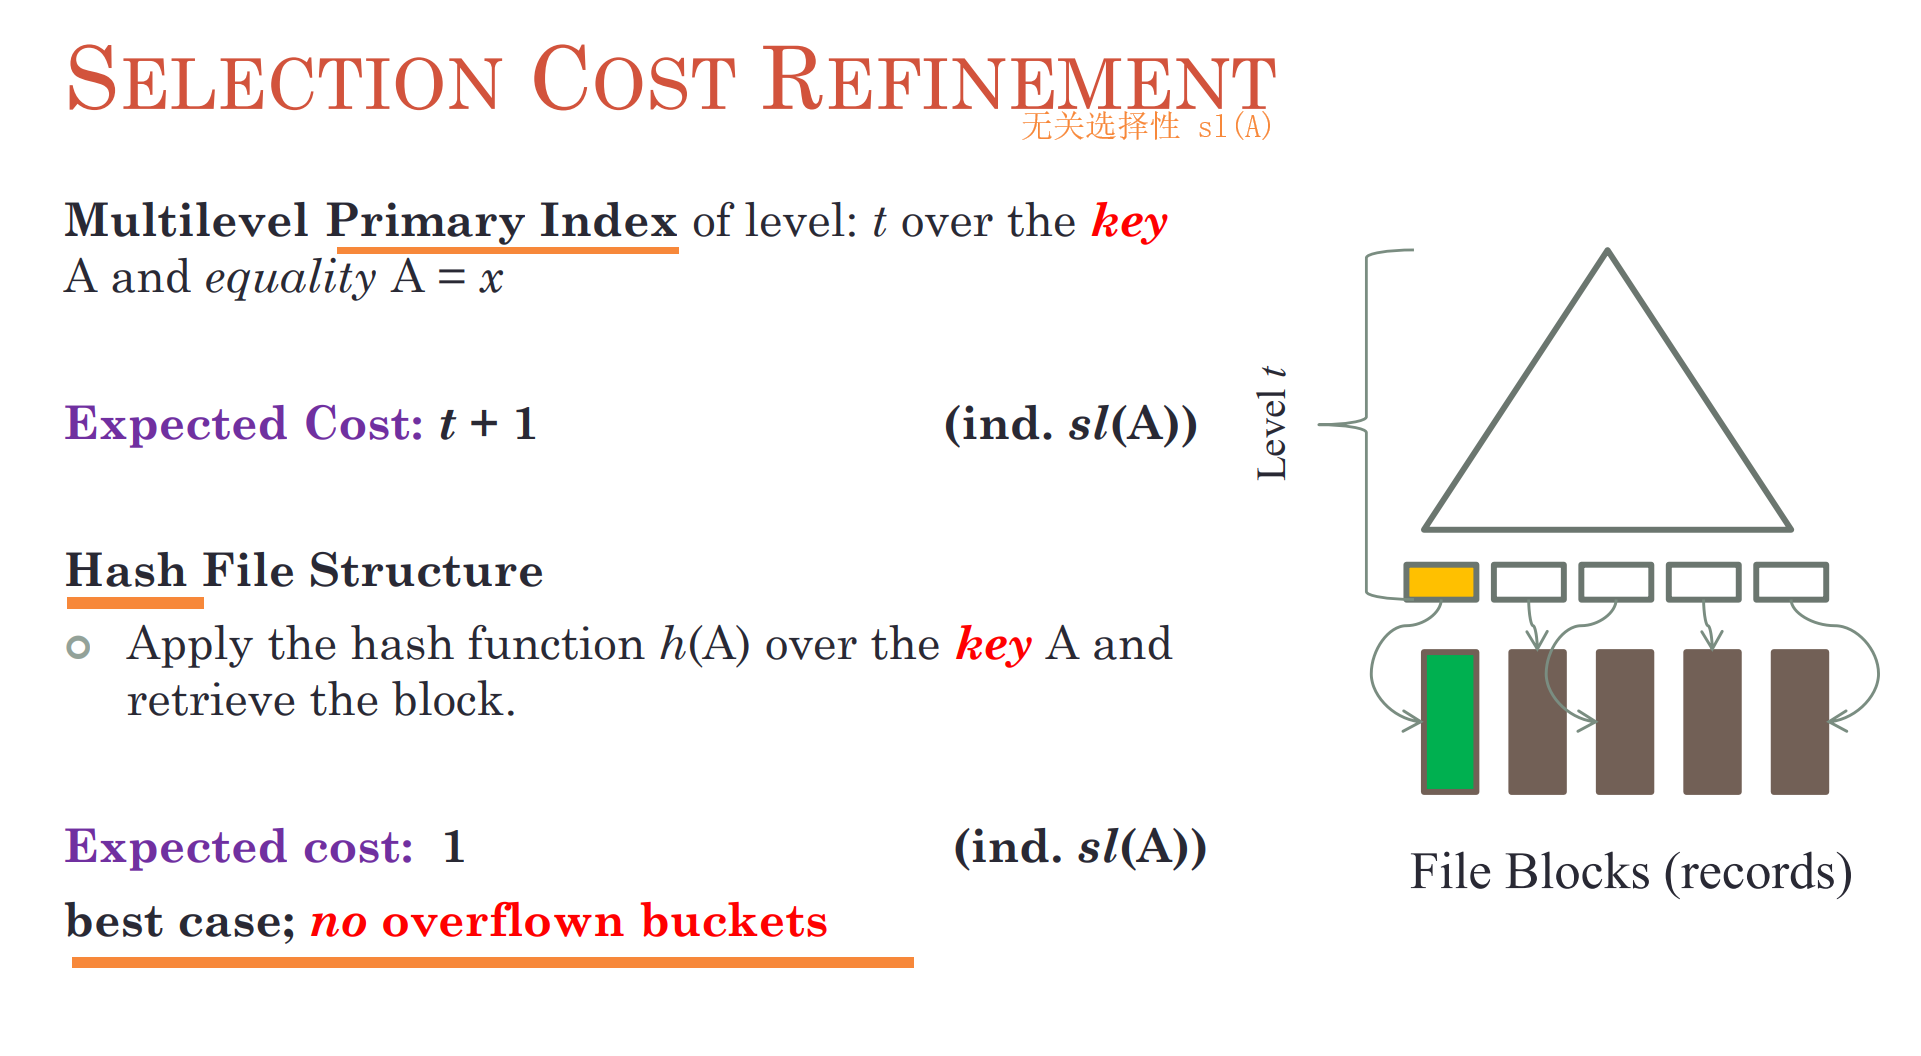 SELECTION COST REFINEMENT
无关选择性 sl(A)
Multilevel Primary Index of level: t over the key
A and equality A = x
Expected Cost: t + 1 (ind. sl(A))
Level t
Hash File Structure
Apply the hash function h(A) over the key A and
retrieve the block.
Expected cost: 1 (ind. sl(A))
File Blocks (records)
best case; no overflown buckets